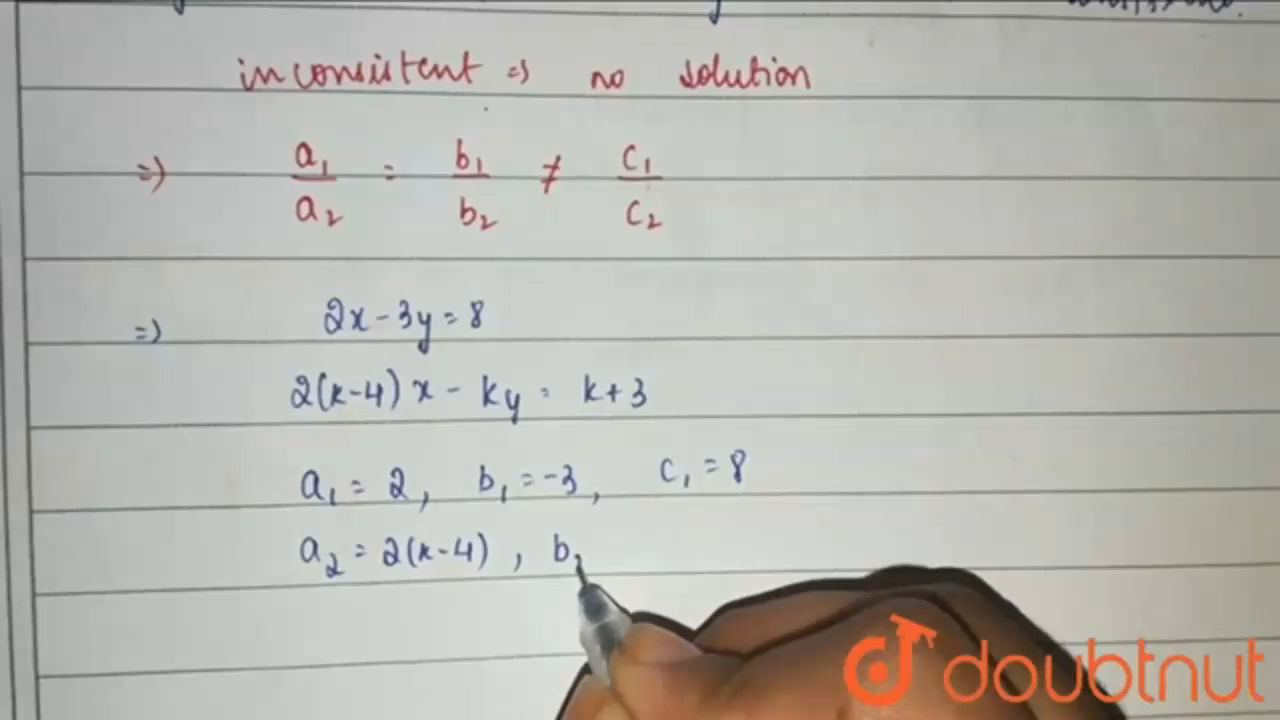 inconsistent => no solution
=> a₁/a₂ = b₁/b₂ ≠ c₁/c₂
=> 2x - 3y = 8
2(k-4)x - ky = k+3
a₁ = 2, b₁ = -3, c₁ = 8
a₂ = 2(k-4), b₂
doubtnut